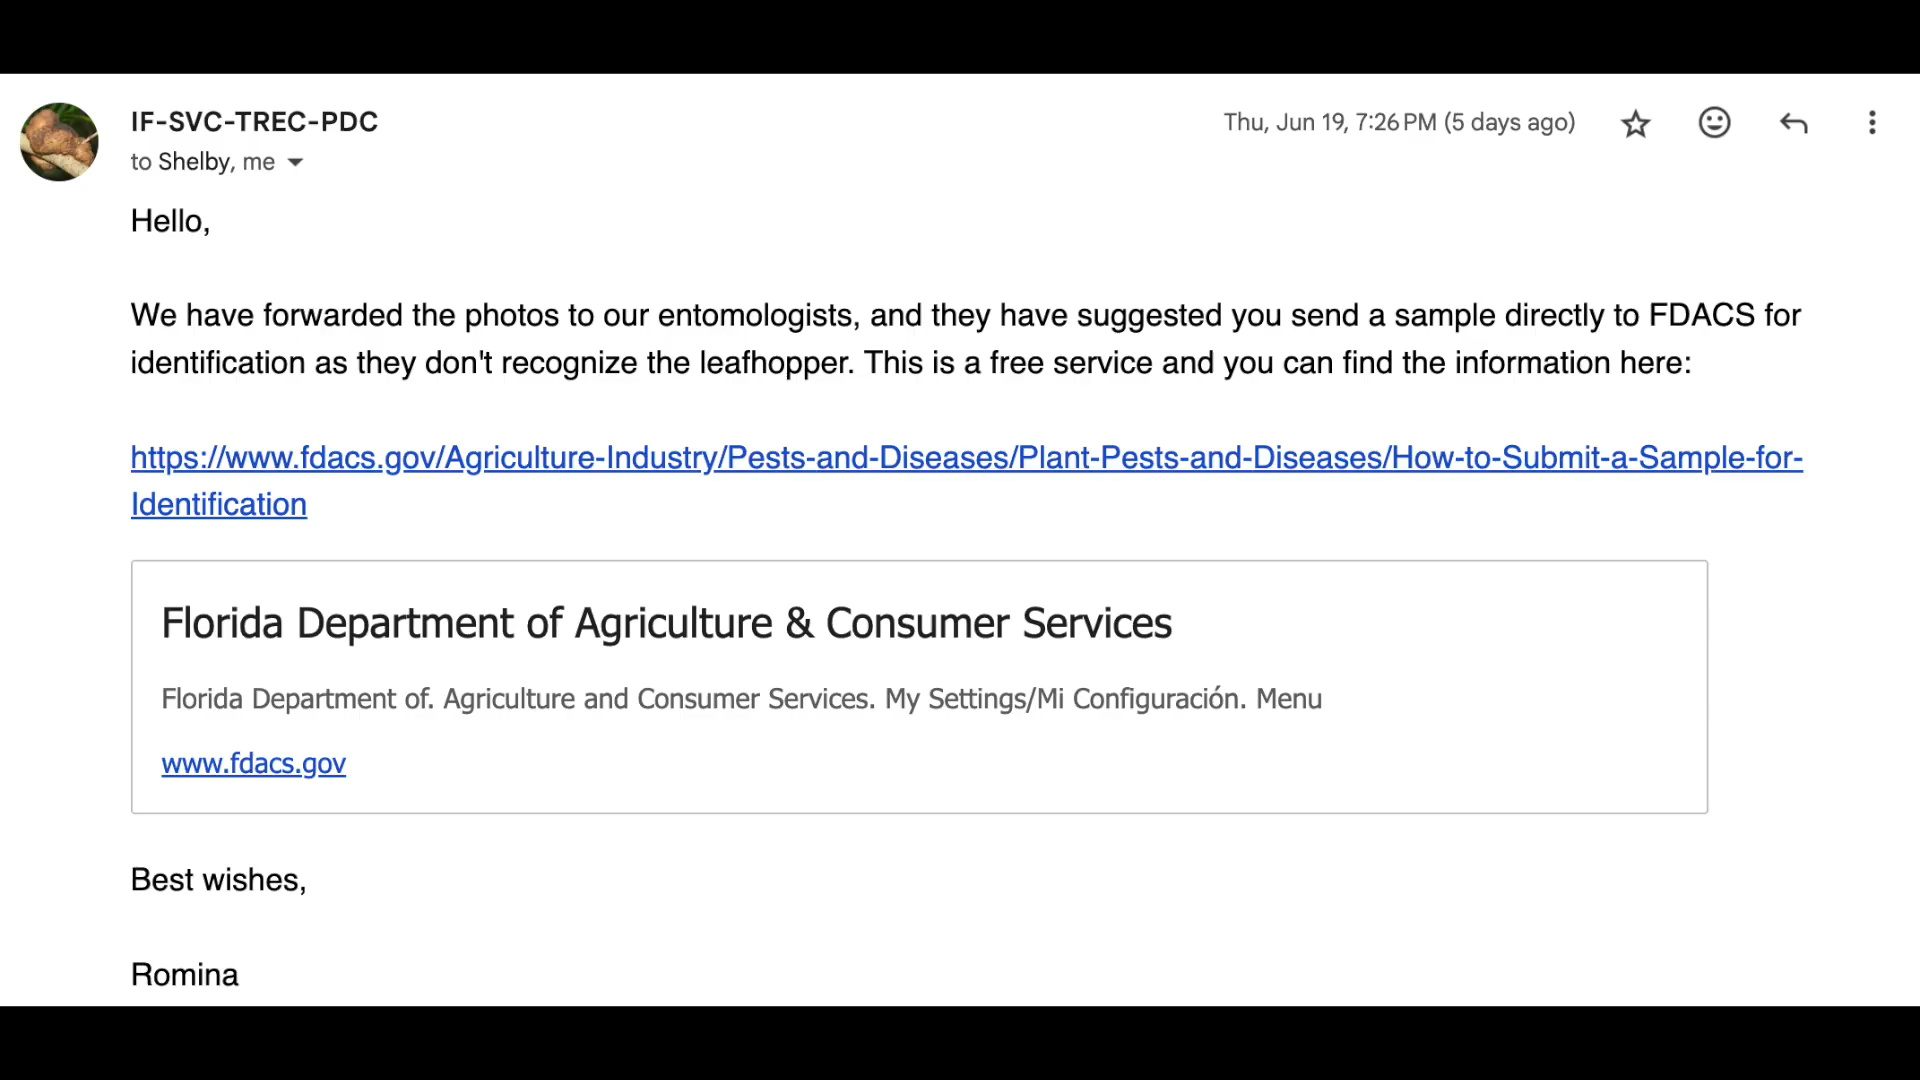 IF-SVC-TREC-PDC
Thu, Jun 19, 7:26 PM (5 days ago)
to Shelby, me
Hello,
We have forwarded the photos to our entomologists, and they have suggested you send a sample directly to FDACS for
identification as they don't recognize the leafhopper. This is a free service and you can find the information here:
https://www.fdacs.gov/Agriculture-Industry/Pests-and-Diseases/Plant-Pests-and-Diseases/How-to-Submit-a-Sample-for-
Identification
Florida Department of Agriculture & Consumer Services
Florida Department of. Agriculture and Consumer Services. My Settings/Mi Configuración. Menu
www.fdacs.gov
Best wishes,
Romina